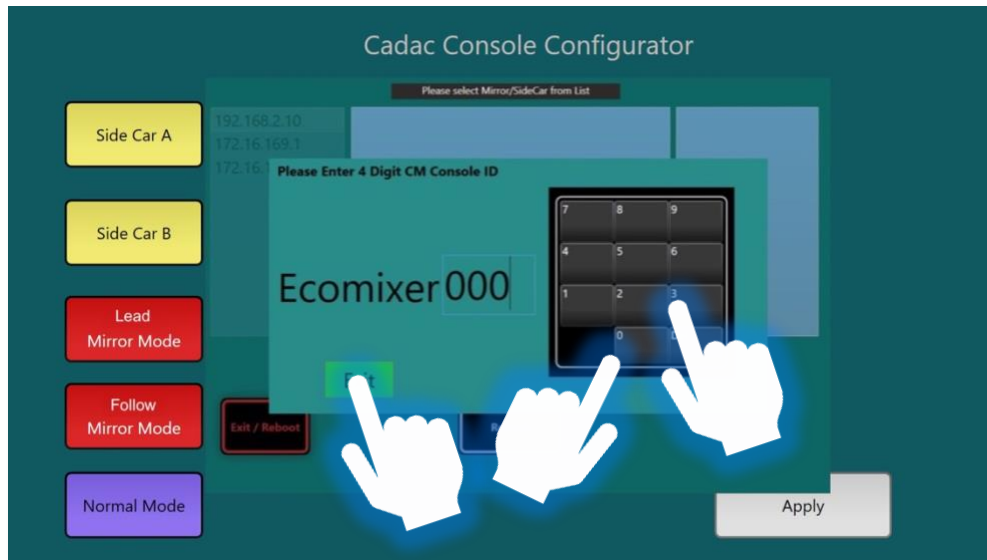 Cadac Console Configurator
Please select Mirror/SideCar from List
Side Car A
192.168.2.10
172.16.169.1
172.16.
Please Enter 4 Digit CM Console ID
7 8 9
Side Car B
4 5 6
Ecomixer 000
1 2 3
Lead
Mirror Mode
0
Follow
Mirror Mode
Exit / Reboot
Normal Mode
Apply